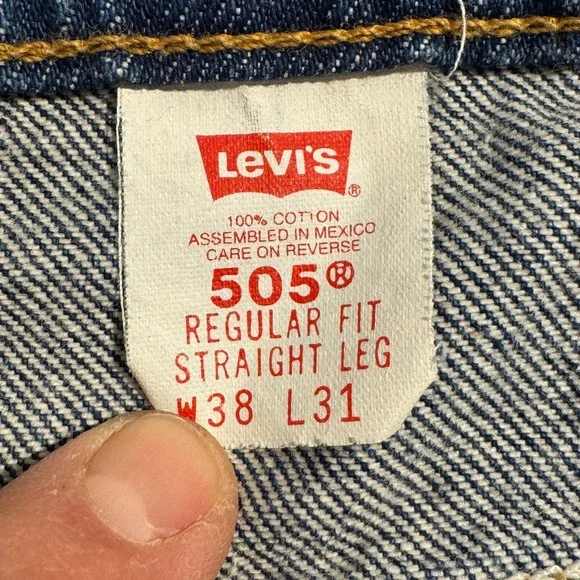 Levi's ®
100% COTTON
ASSEMBLED IN MEXICO
CARE ON REVERSE
505®
REGULAR FIT
STRAIGHT LEG
W38 L31